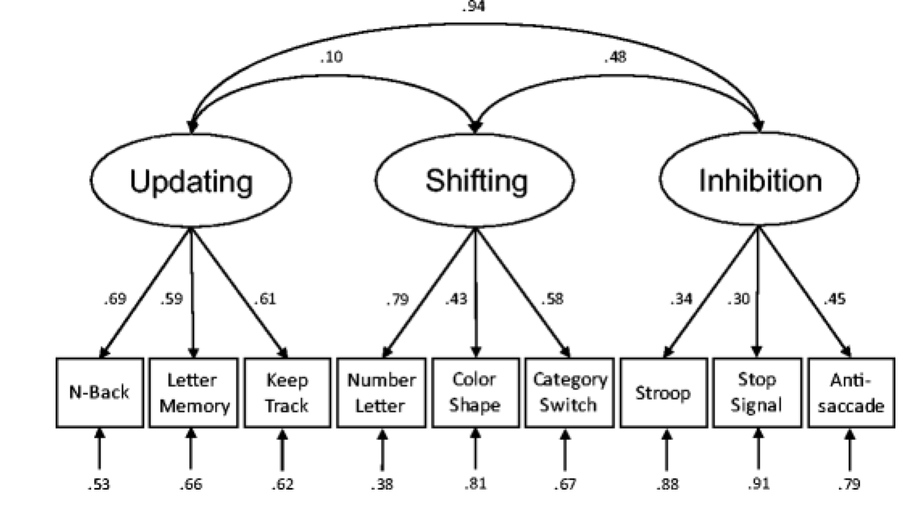 .94
.10 .48
Updating Shifting Inhibition
.69 .59 .61 .79 .43 .58 .34 .30 .45
N-Back
Letter
Memory
Keep
Track
Number
Letter
Color
Shape
Category
Switch
Stroop
Stop
Signal
Anti-
saccade
.53 .66 .62 .38 .81 .67 .88 .91 .79